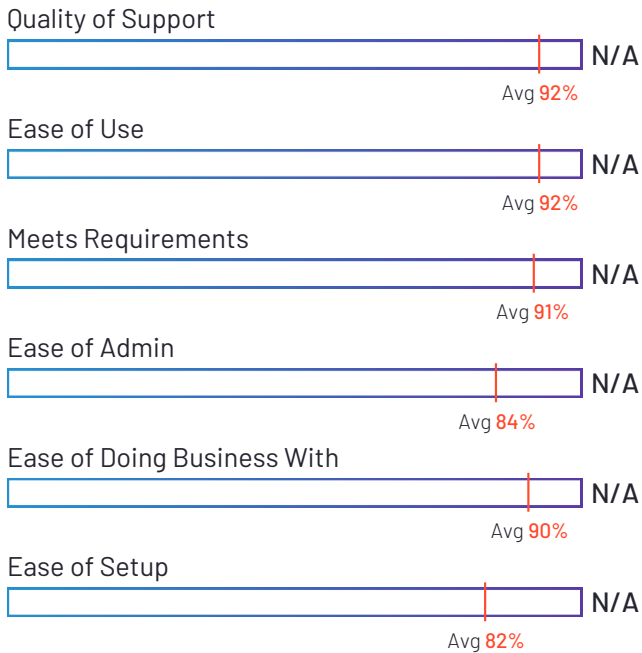 Quality of Support
N/A
Avg 92%
Ease of Use
N/A
Avg 92%
Meets Requirements
N/A
Avg 91%
Ease of Admin
N/A
Avg 84%
Ease of Doing Business With
N/A
Avg 90%
Ease of Setup
N/A
Avg 82%